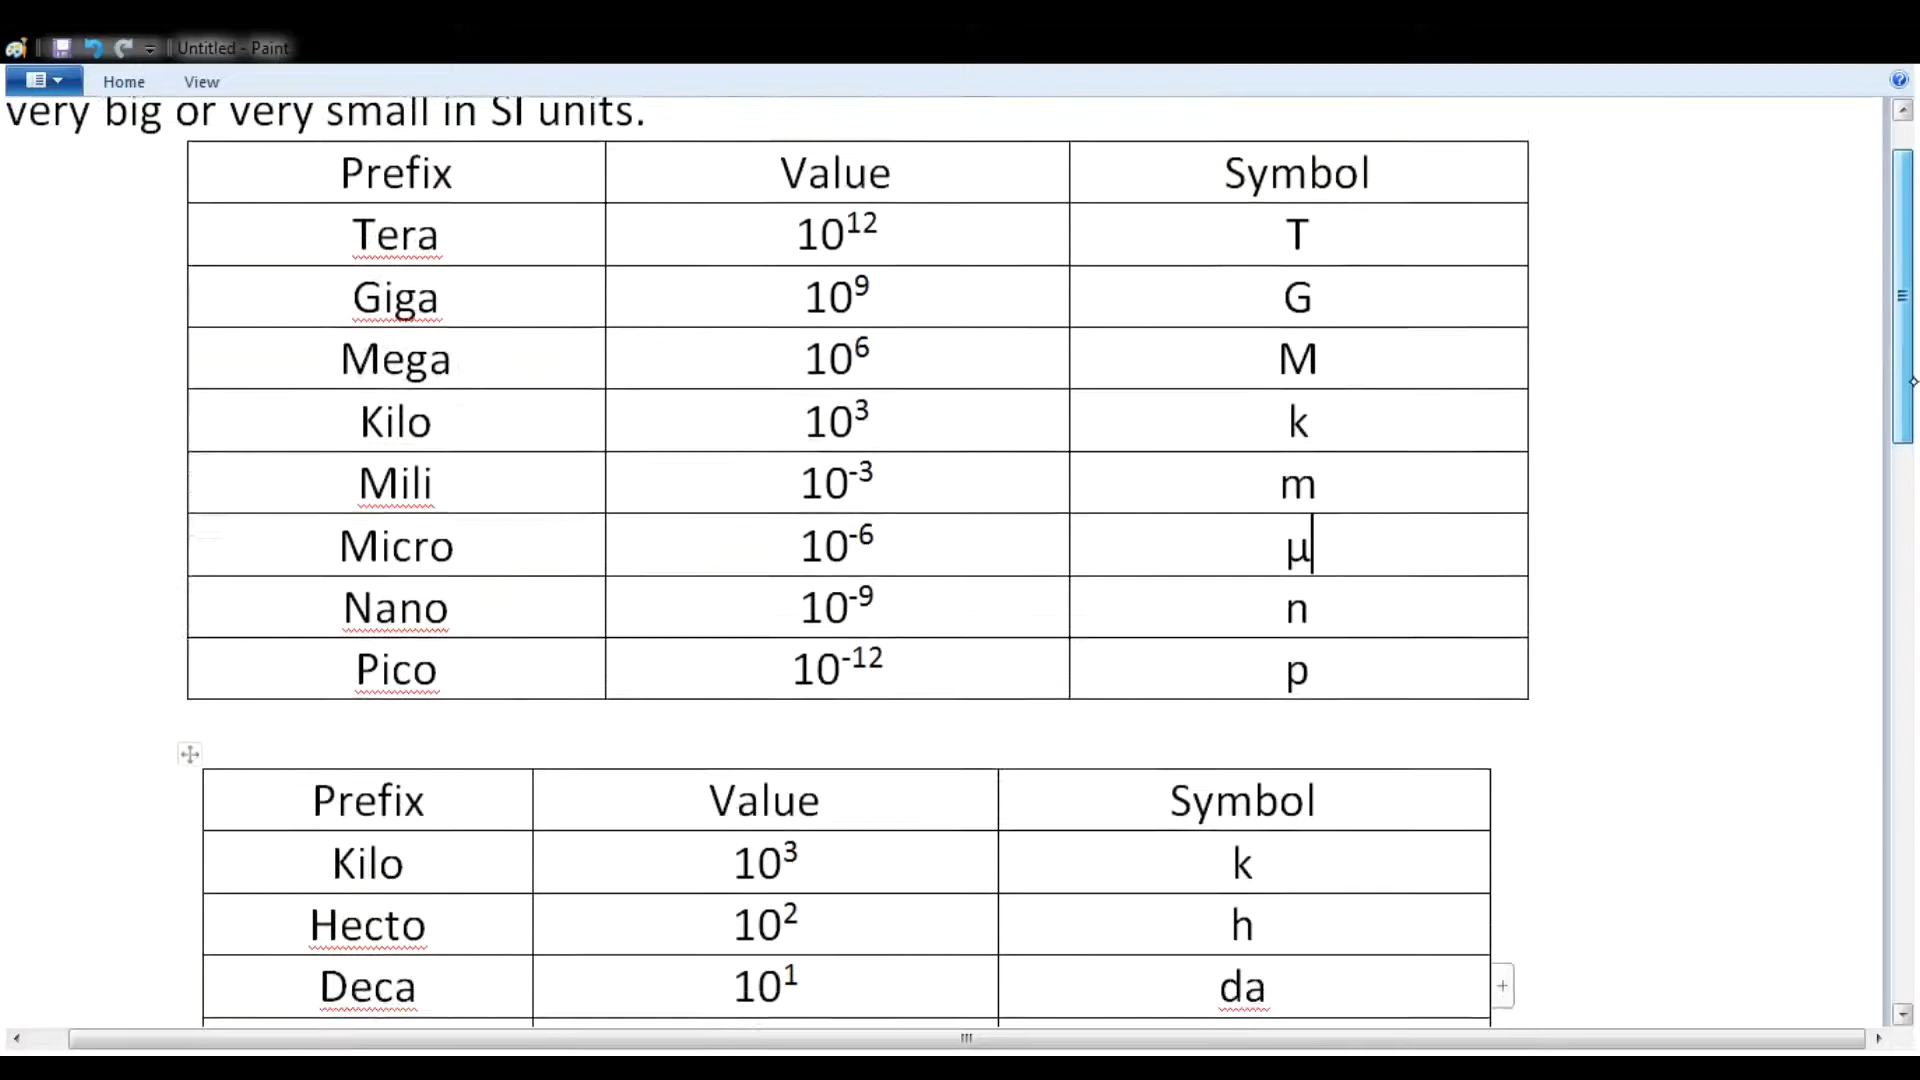 Untitled - Paint
Home View
very big or very small in SI units.
Prefix Value Symbol
Tera 10¹² T
Giga 10⁹ G
Mega 10⁶ M
Kilo 10³ k
Mili 10⁻³ m
Micro 10⁻⁶ µ
Nano 10⁻⁹ n
Pico 10⁻¹² p
Prefix Value Symbol
Kilo 10³ k
Hecto 10² h
Deca 10¹ da